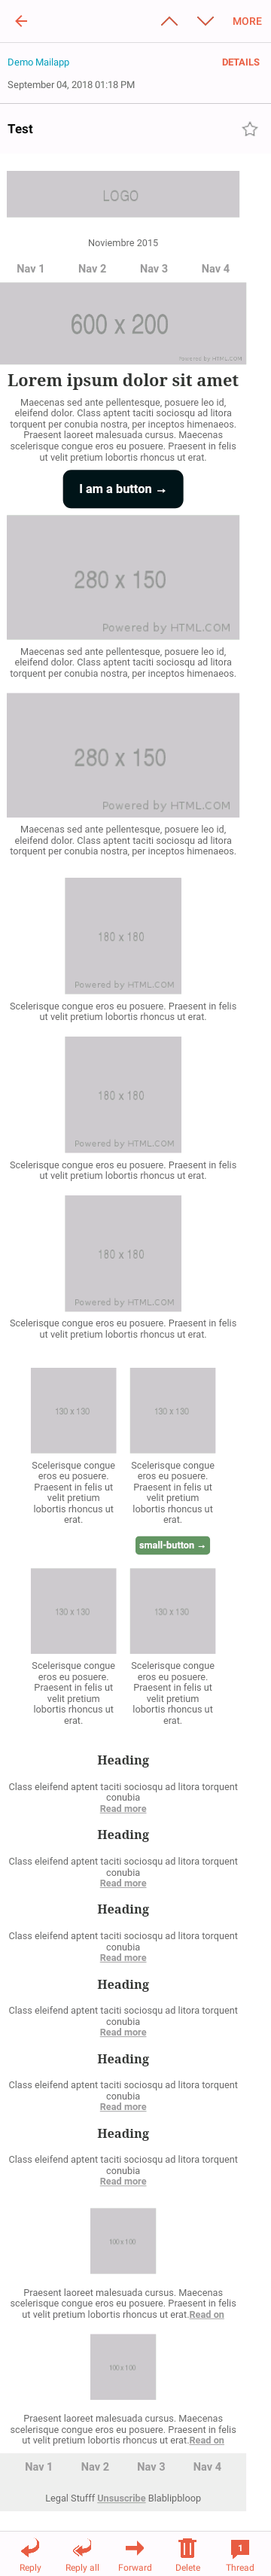 MORE
Demo Mailapp
DETAILS
September 04, 2018 01:18 PM
Test
LOGO
Noviembre 2015
Nav 1 Nav 2 Nav 3 Nav 4
600 x 200
Powered by HTML.COM
Lorem ipsum dolor sit amet
Maecenas sed ante pellentesque, posuere leo id,
eleifend dolor. Class aptent taciti sociosqu ad litora
torquent per conubia nostra, per inceptos himenaeos.
Praesent laoreet malesuada cursus. Maecenas
scelerisque congue eros eu posuere. Praesent in felis
ut velit pretium lobortis rhoncus ut erat.
I am a button →
280 x 150
Powered by HTML.COM
Maecenas sed ante pellentesque, posuere leo id,
eleifend dolor. Class aptent taciti sociosqu ad litora
torquent per conubia nostra, per inceptos himenaeos.
280 x 150
Powered by HTML.COM
Maecenas sed ante pellentesque, posuere leo id,
eleifend dolor. Class aptent taciti sociosqu ad litora
torquent per conubia nostra, per inceptos himenaeos.
180 x 180
Powered by HTML.COM
Scelerisque congue eros eu posuere. Praesent in felis
ut velit pretium lobortis rhoncus ut erat.
180 x 180
Powered by HTML.COM
Scelerisque congue eros eu posuere. Praesent in felis
ut velit pretium lobortis rhoncus ut erat.
180 x 180
Powered by HTML.COM
Scelerisque congue eros eu posuere. Praesent in felis
ut velit pretium lobortis rhoncus ut erat.
130 x 130
Scelerisque congue
eros eu posuere.
Praesent in felis ut
velit pretium
lobortis rhoncus ut
erat.
130 x 130
Scelerisque congue
eros eu posuere.
Praesent in felis ut
velit pretium
lobortis rhoncus ut
erat.
small-button →
130 x 130
Scelerisque congue
eros eu posuere.
Praesent in felis ut
velit pretium
lobortis rhoncus ut
erat.
130 x 130
Scelerisque congue
eros eu posuere.
Praesent in felis ut
velit pretium
lobortis rhoncus ut
erat.
Heading
Class eleifend aptent taciti sociosqu ad litora torquent
conubia
Read more
Heading
Class eleifend aptent taciti sociosqu ad litora torquent
conubia
Read more
Heading
Class eleifend aptent taciti sociosqu ad litora torquent
conubia
Read more
Heading
Class eleifend aptent taciti sociosqu ad litora torquent
conubia
Read more
Heading
Class eleifend aptent taciti sociosqu ad litora torquent
conubia
Read more
Heading
Class eleifend aptent taciti sociosqu ad litora torquent
conubia
Read more
100 x 100
Praesent laoreet malesuada cursus. Maecenas
scelerisque congue eros eu posuere. Praesent in felis
ut velit pretium lobortis rhoncus ut erat.Read on
100 x 100
Praesent laoreet malesuada cursus. Maecenas
scelerisque congue eros eu posuere. Praesent in felis
ut velit pretium lobortis rhoncus ut erat.Read on
Nav 1 Nav 2 Nav 3 Nav 4
Legal Stufff Unsuscribe Blablipbloop
1
Reply Reply all Forward Delete Thread